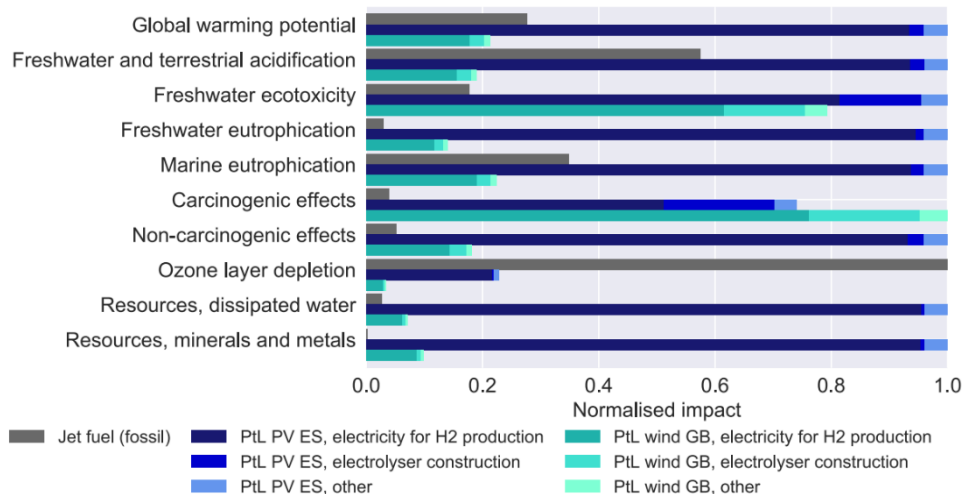 Global warming potential
Freshwater and terrestrial acidification
Freshwater ecotoxicity
Freshwater eutrophication
Marine eutrophication
Carcinogenic effects
Non-carcinogenic effects
Ozone layer depletion
Resources, dissipated water
Resources, minerals and metals
0.0 0.2 0.4 0.6 0.8 1.0
Normalised impact
Jet fuel (fossil) PtL PV ES, electricity for H2 production PtL wind GB, electricity for H2 production
PtL PV ES, electrolyser construction PtL wind GB, electrolyser construction
PtL PV ES, other PtL wind GB, other